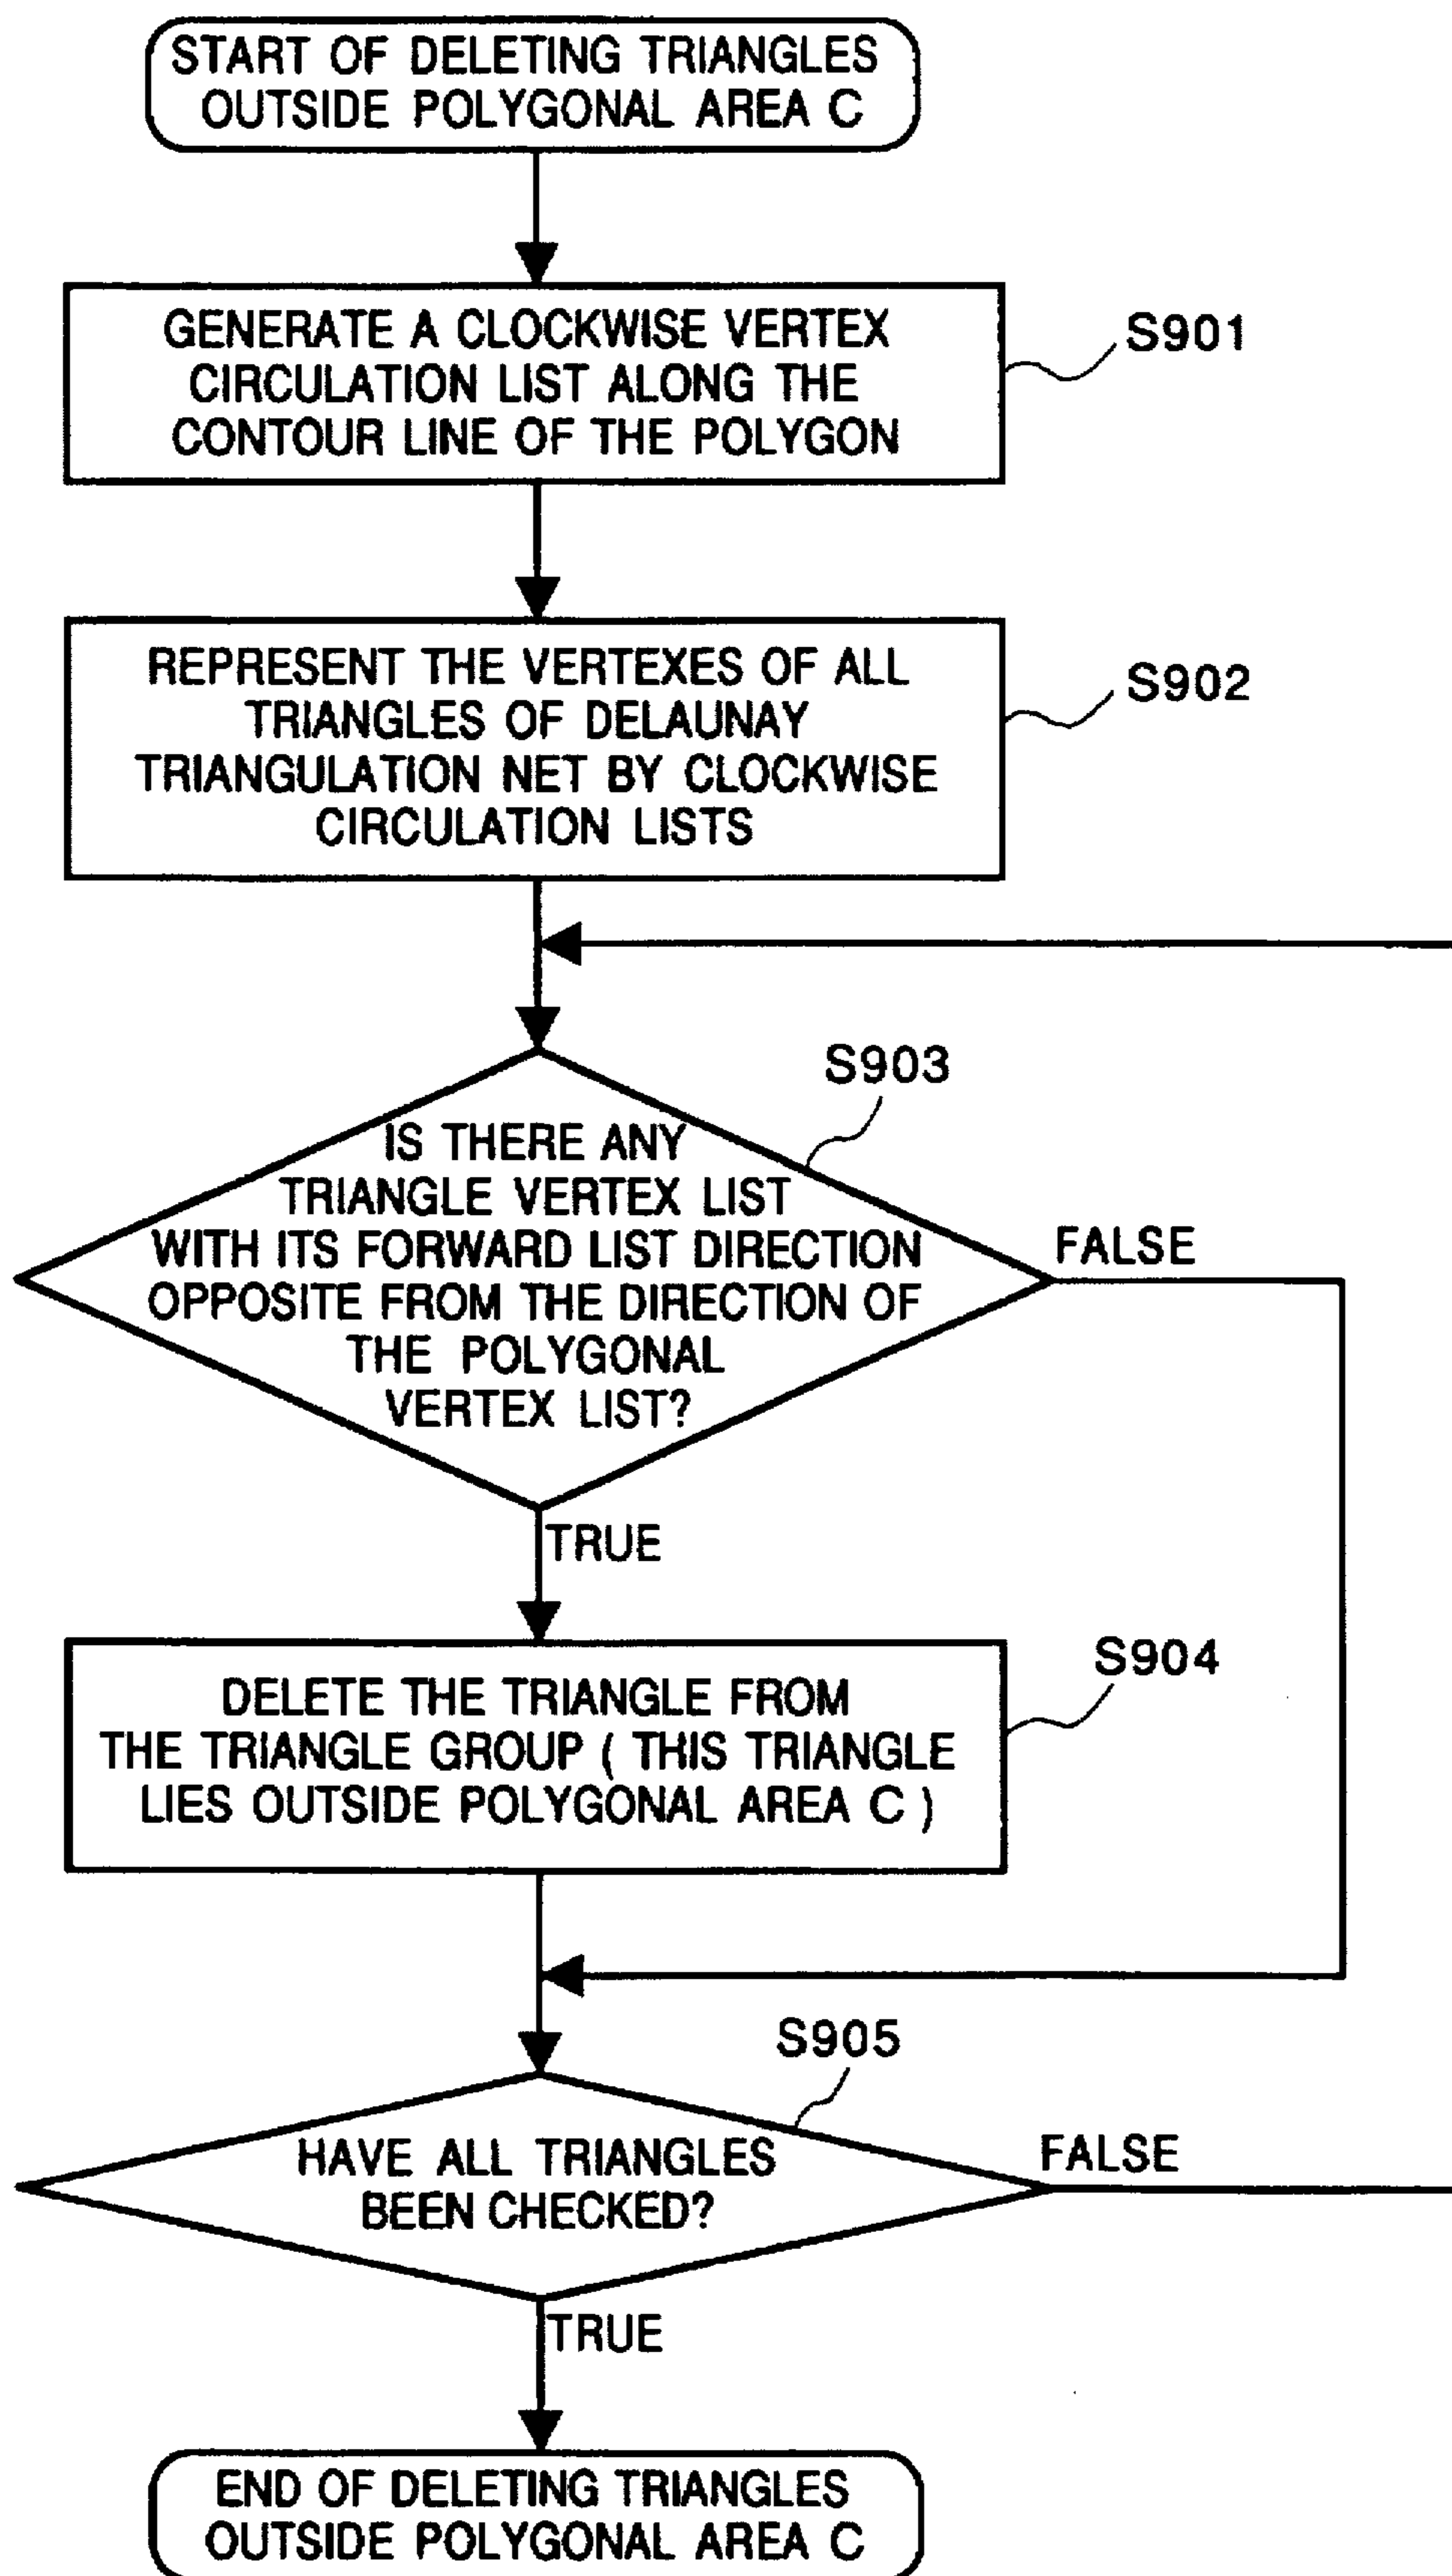 START OF DELETING TRIANGLES
OUTSIDE POLYGONAL AREA C
GENERATE A CLOCKWISE VERTEX
CIRCULATION LIST ALONG THE
CONTOUR LINE OF THE POLYGON
S901
REPRESENT THE VERTEXES OF ALL
TRIANGLES OF DELAUNAY
TRIANGULATION NET BY CLOCKWISE
CIRCULATION LISTS
S902
S903
IS THERE ANY
TRIANGLE VERTEX LIST
WITH ITS FORWARD LIST DIRECTION
OPPOSITE FROM THE DIRECTION OF
THE POLYGONAL
VERTEX LIST?
FALSE
TRUE
DELETE THE TRIANGLE FROM
THE TRIANGLE GROUP ( THIS TRIANGLE
LIES OUTSIDE POLYGONAL AREA C )
S904
S905
HAVE ALL TRIANGLES
BEEN CHECKED?
FALSE
TRUE
END OF DELETING TRIANGLES
OUTSIDE POLYGONAL AREA C